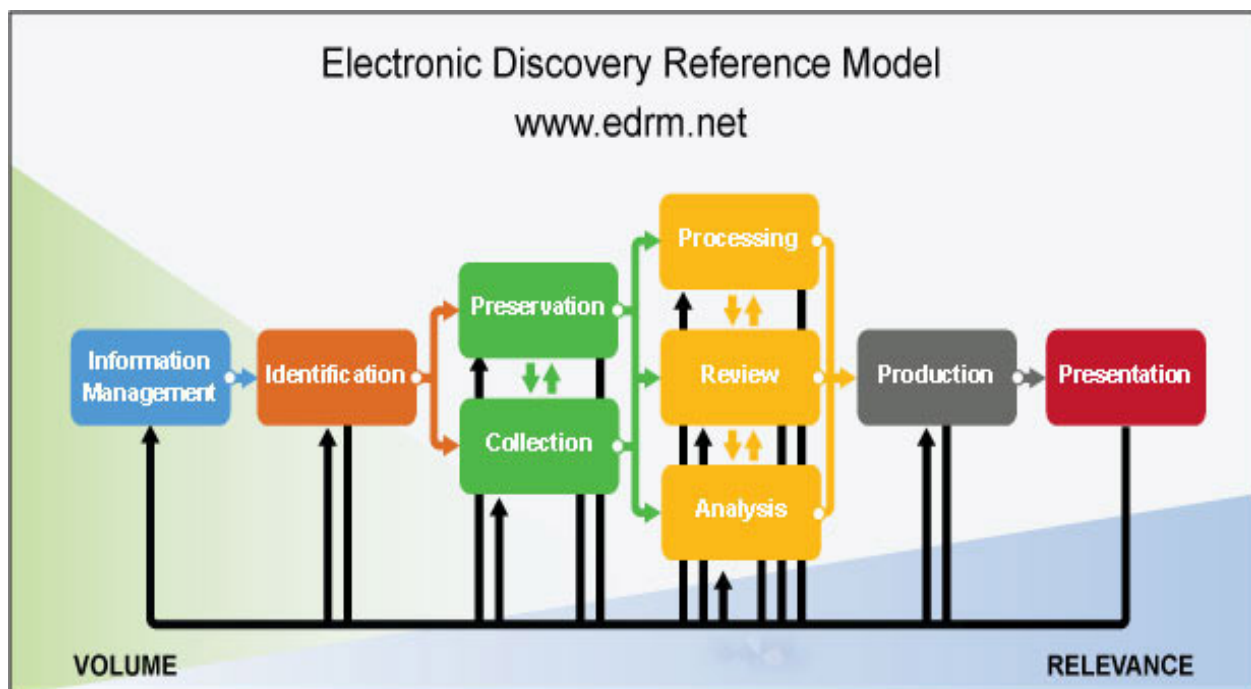 Electronic Discovery Reference Model
www.edrm.net
Processing
Preservation
Information
Management
Identification
Review
Production
Presentation
Collection
Analysis
VOLUME
RELEVANCE